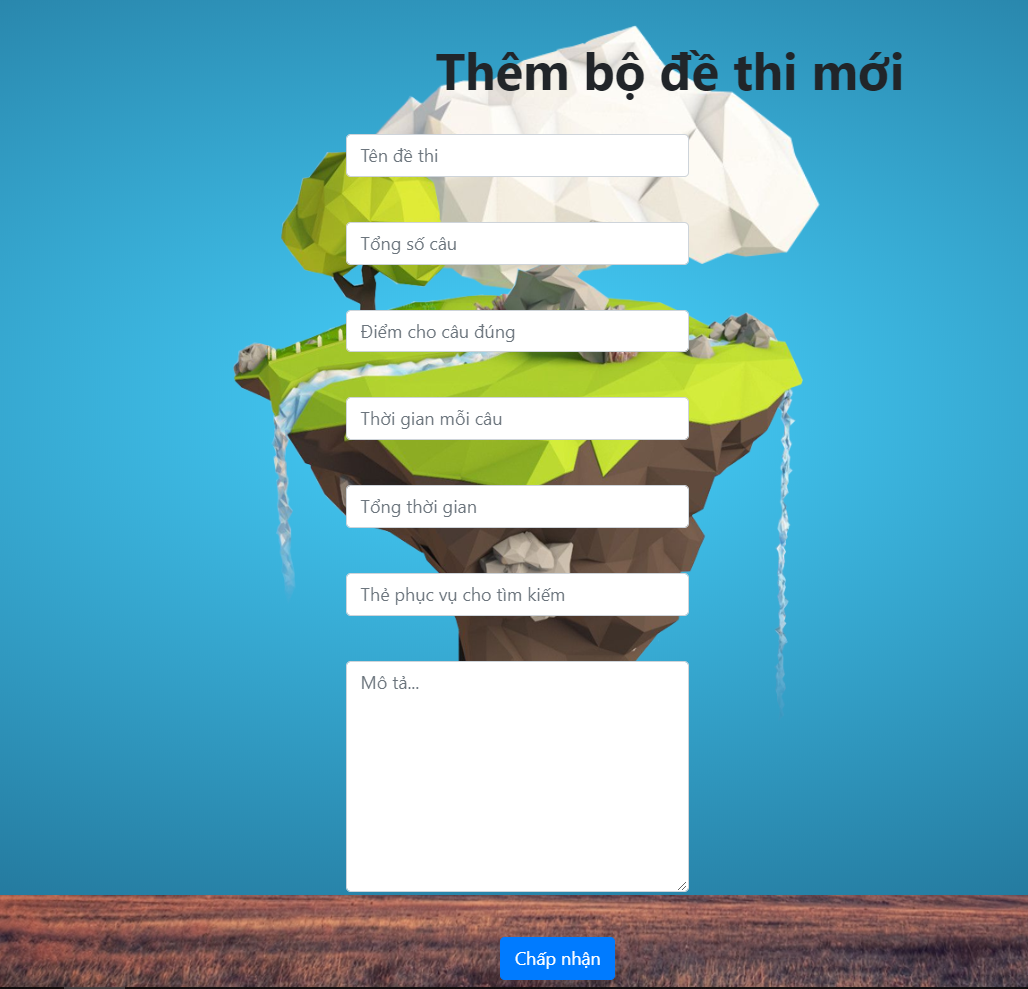 Thêm bộ đề thi mới
Tên đề thi
Tổng số câu
Điểm cho câu đúng
Thời gian mỗi câu
Tổng thời gian
Thẻ phục vụ cho tìm kiếm
Mô tả...
Chấp nhận